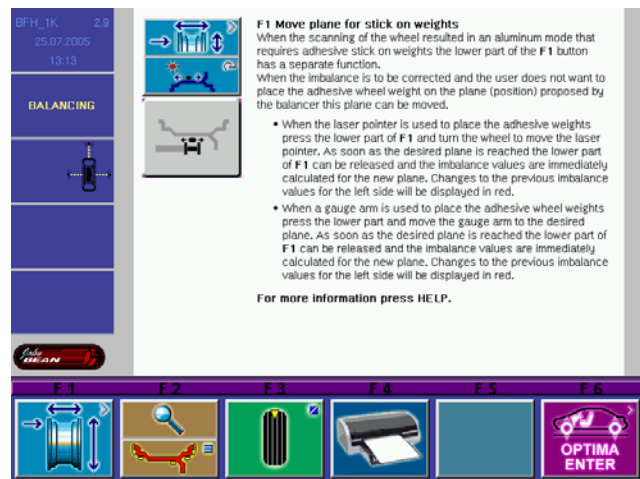 BFH_1K 2.9
25.07.2005
13:13
BALANCING
F1 Move plane for stick on weights
When the scanning of the wheel resulted in an aluminum mode that
requires adhesive stick on weights the lower part of the F1 button
has a separate function.
When the imbalance is to be corrected and the user does not want to
place the adhesive wheel weight on the plane (position) proposed by
the balancer this plane can be moved.
• When the laser pointer is used to place the adhesive weights
press the lower part of F1 and turn the wheel to move the laser
pointer. As soon as the desired plane is reached the lower part
of F1 can be released and the imbalance values are immediately
calculated for the new plane. Changes to the previous imbalance
values for the left side will be displayed in red.
• When a gauge arm is used to place the adhesive wheel weights
press the lower part and move the gauge arm to the desired
plane. As soon as the desired plane is reached the lower part of
F1 can be released and the imbalance values are immediately
calculated for the new plane. Changes to the previous imbalance
values for the left side will be displayed in red.
For more information press HELP.
John
BEAN
F 1 F 2 F 3 F 4 F 5 F 6
OPTIMA
ENTER